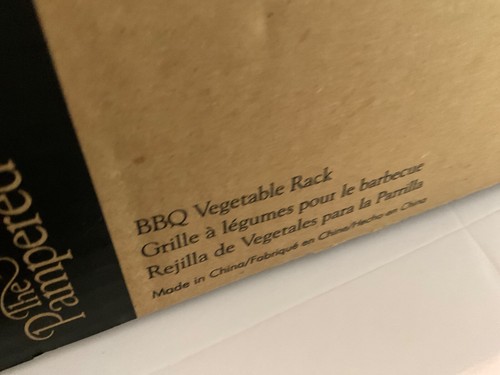 BBQ Vegetable Rack
Grille à légumes pour le barbecue
Rejilla de Vegetales para la Parrilla
Made in China/Fabriqué en Chine/Hecho en China
The
Pampered